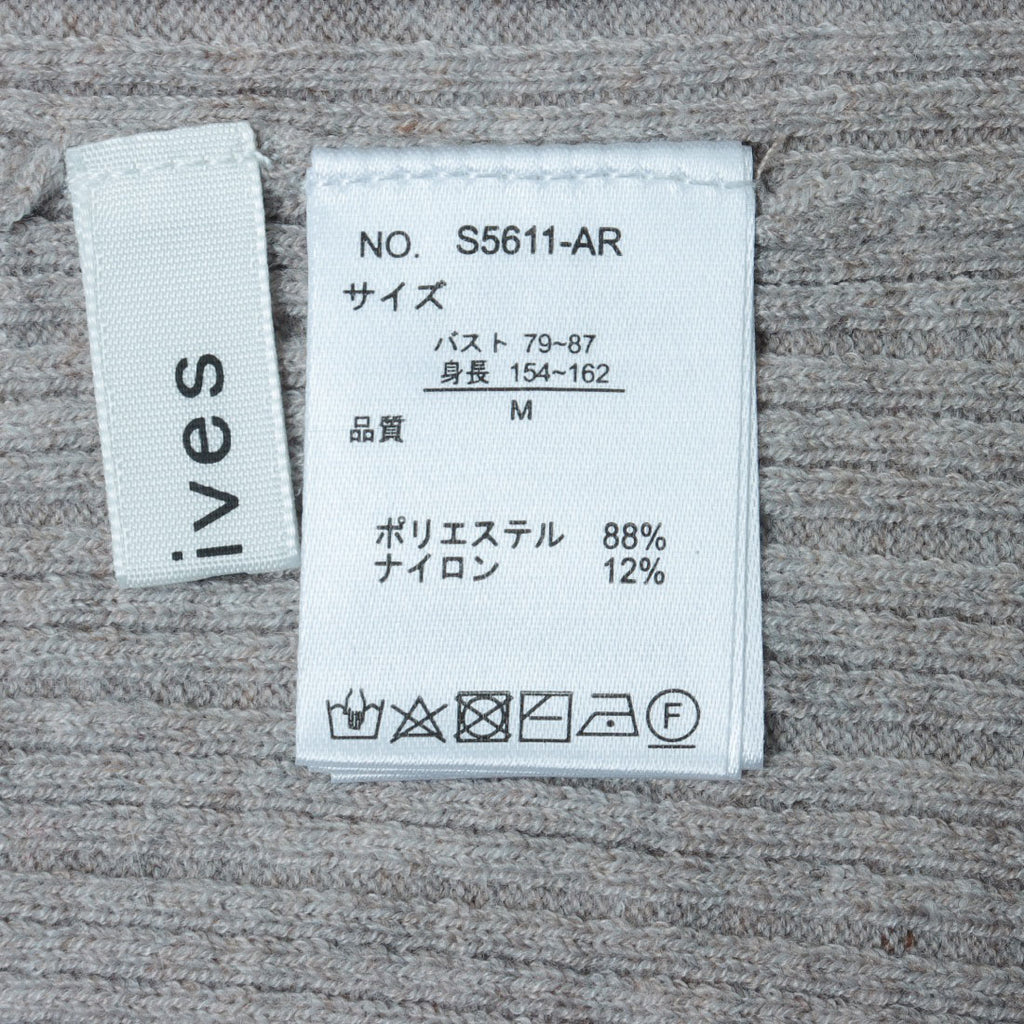 ives
NO. S5611-AR
サイズ
バスト 79~87
身長 154~162
M
品質
ポリエステル 88%
ナイロン 12%
F